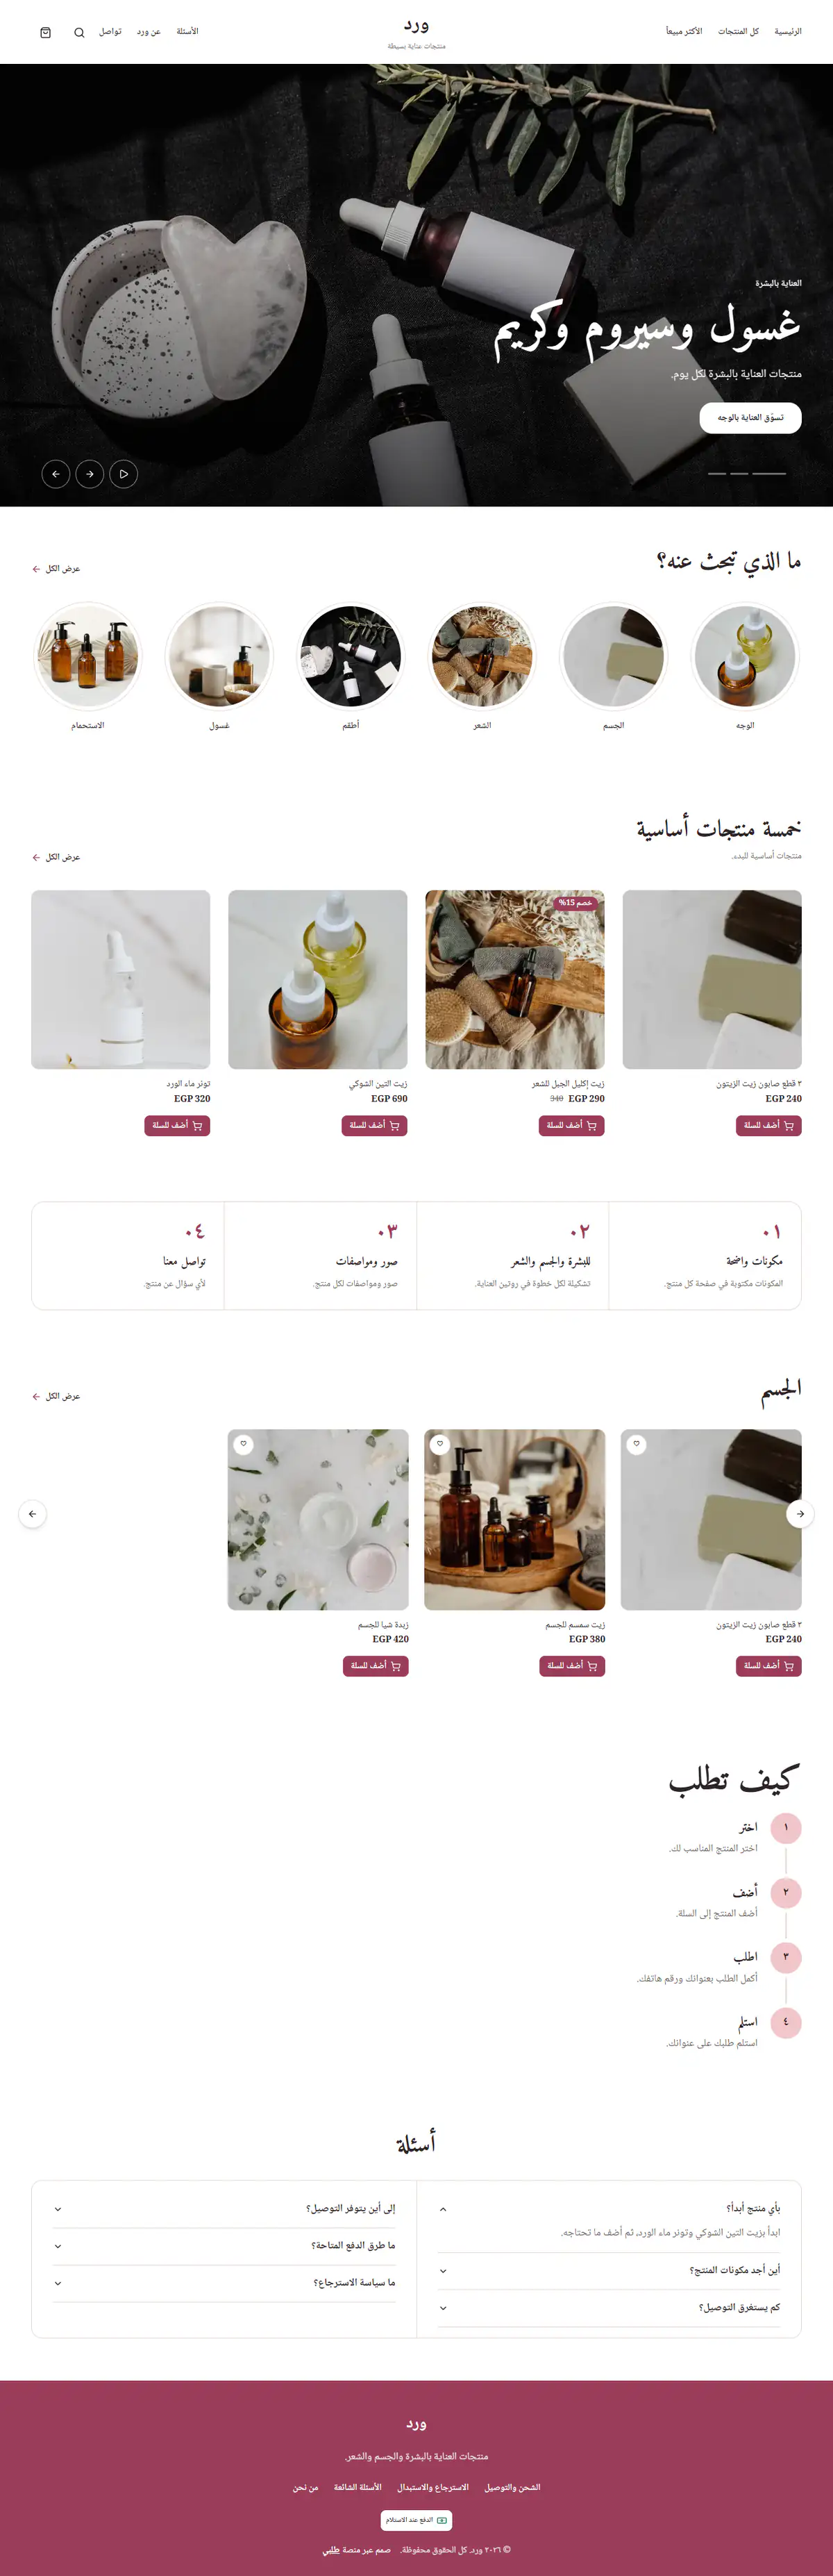 الرئيسية
كل المنتجات
الأكثر مبيعاً
ورد
منتجات عناية بسيطة
الأسئلة
عن ورد
تواصل
العناية بالبشرة
غسول وسيروم وكريم
منتجات العناية بالبشرة لكل يوم.
تسوّق العناية بالوجه
ما الذي تبحث عنه؟
عرض الكل
الوجه
الجسم
الشعر
أطقم
غسول
الاستحمام
خمسة منتجات أساسية
منتجات أساسية للبدء.
عرض الكل
خصم 15%
٣ قطع صابون زيت الزيتون
EGP 240
أضف للسلة
زيت إكليل الجبل للشعر
EGP 290 340
أضف للسلة
زيت التين الشوكي
EGP 690
أضف للسلة
تونر ماء الورد
EGP 320
أضف للسلة
٠١
مكونات واضحة
المكونات مكتوبة في صفحة كل منتج.
٠٢
للبشرة والجسم والشعر
تشكيلة لكل خطوة في روتين العناية.
٠٣
صور ومواصفات
صور ومواصفات لكل منتج.
٠٤
تواصل معنا
لأي سؤال عن منتج.
الجسم
عرض الكل
٣ قطع صابون زيت الزيتون
EGP 240
أضف للسلة
زيت سمسم للجسم
EGP 380
أضف للسلة
زبدة شيا للجسم
EGP 420
أضف للسلة
كيف تطلب
١
اختر
اختر المنتج المناسب لك.
٢
أضف
أضف المنتج إلى السلة.
٣
اطلب
أكمل الطلب بعنوانك ورقم هاتفك.
٤
استلم
استلم طلبك على عنوانك.
أسئلة
بأي منتج أبدأ؟
ابدأ بزيت التين الشوكي وتونر ماء الورد، ثم أضف ما تحتاجه.
أين أجد مكونات المنتج؟
كم يستغرق التوصيل؟
إلى أين يتوفر التوصيل؟
ما طرق الدفع المتاحة؟
ما سياسة الاسترجاع؟
ورد
منتجات العناية بالبشرة والجسم والشعر.
الشحن والتوصيل
الاسترجاع والاستبدال
الأسئلة الشائعة
من نحن
الدفع عند الاستلام
© ٢٠٢٦ ورد. كل الحقوق محفوظة.
صمم عبر منصة طلبي